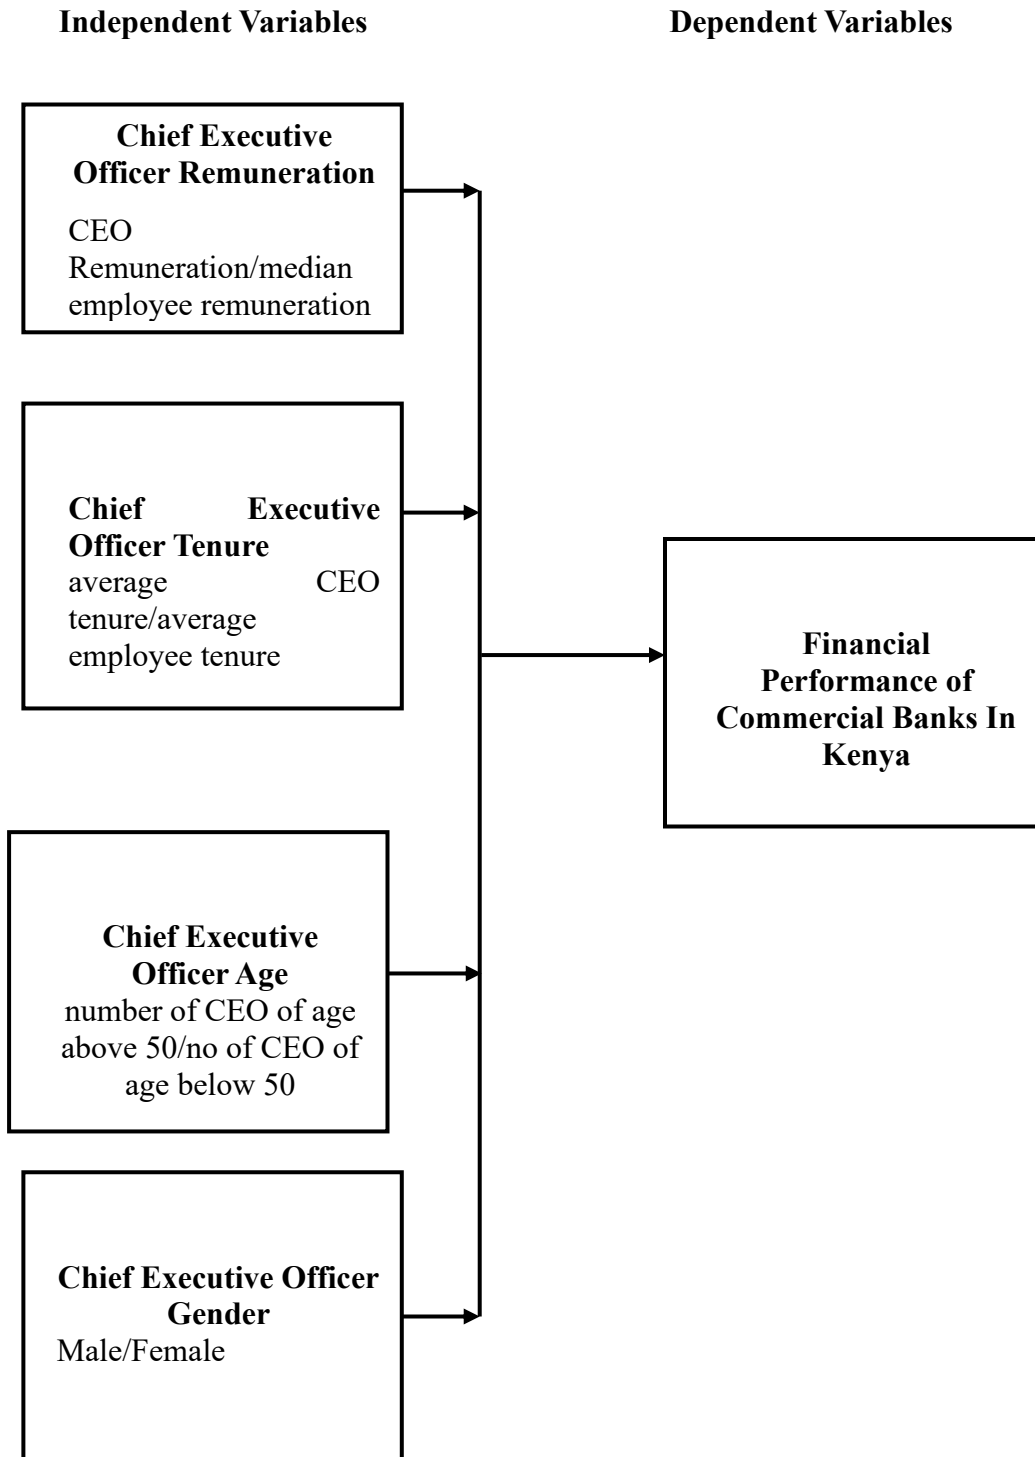 Independent Variables
Dependent Variables
Chief Executive
Officer Remuneration
CEO
Remuneration/median
employee remuneration
Chief Executive
Officer Tenure
average CEO
tenure/average
employee tenure
Financial
Performance of
Commercial Banks In
Kenya
Chief Executive
Officer Age
number of CEO of age
above 50/no of CEO of
age below 50
Chief Executive Officer
Gender
Male/Female